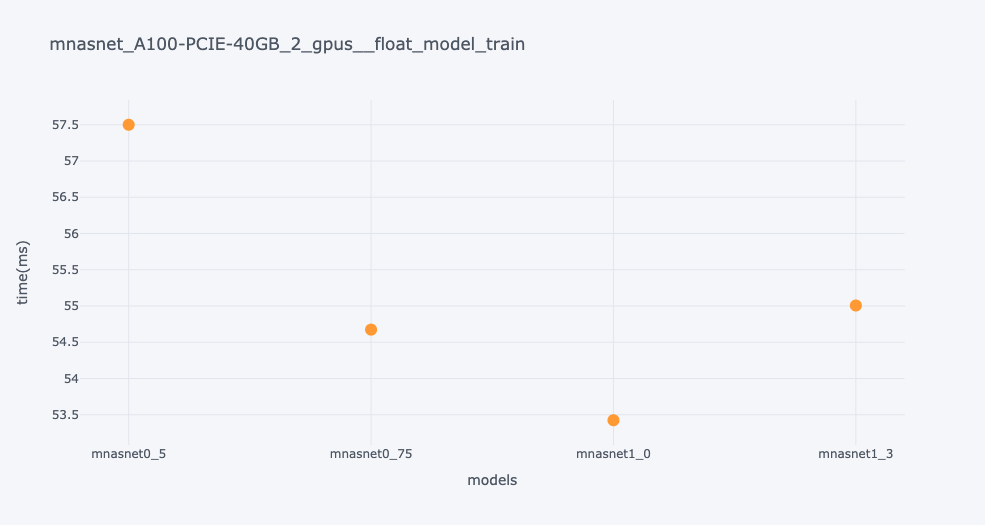 mnasnet_A100-PCIE-40GB_2_gpus__float_model_train
57.5
57
56.5
56
55.5
55
54.5
54
53.5
time(ms)
mnasnet0_5 mnasnet0_75 mnasnet1_0 mnasnet1_3
models